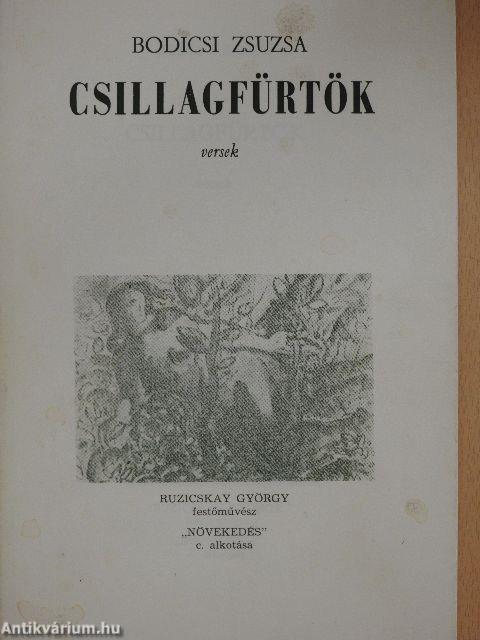 BODICSI ZSUZSA
CSILLAGFÜRTÖK
versek
RUZICSKAY GYÖRGY
festőművész
„NÖVEKEDÉS”
c. alkotása
Antikvárium.hu